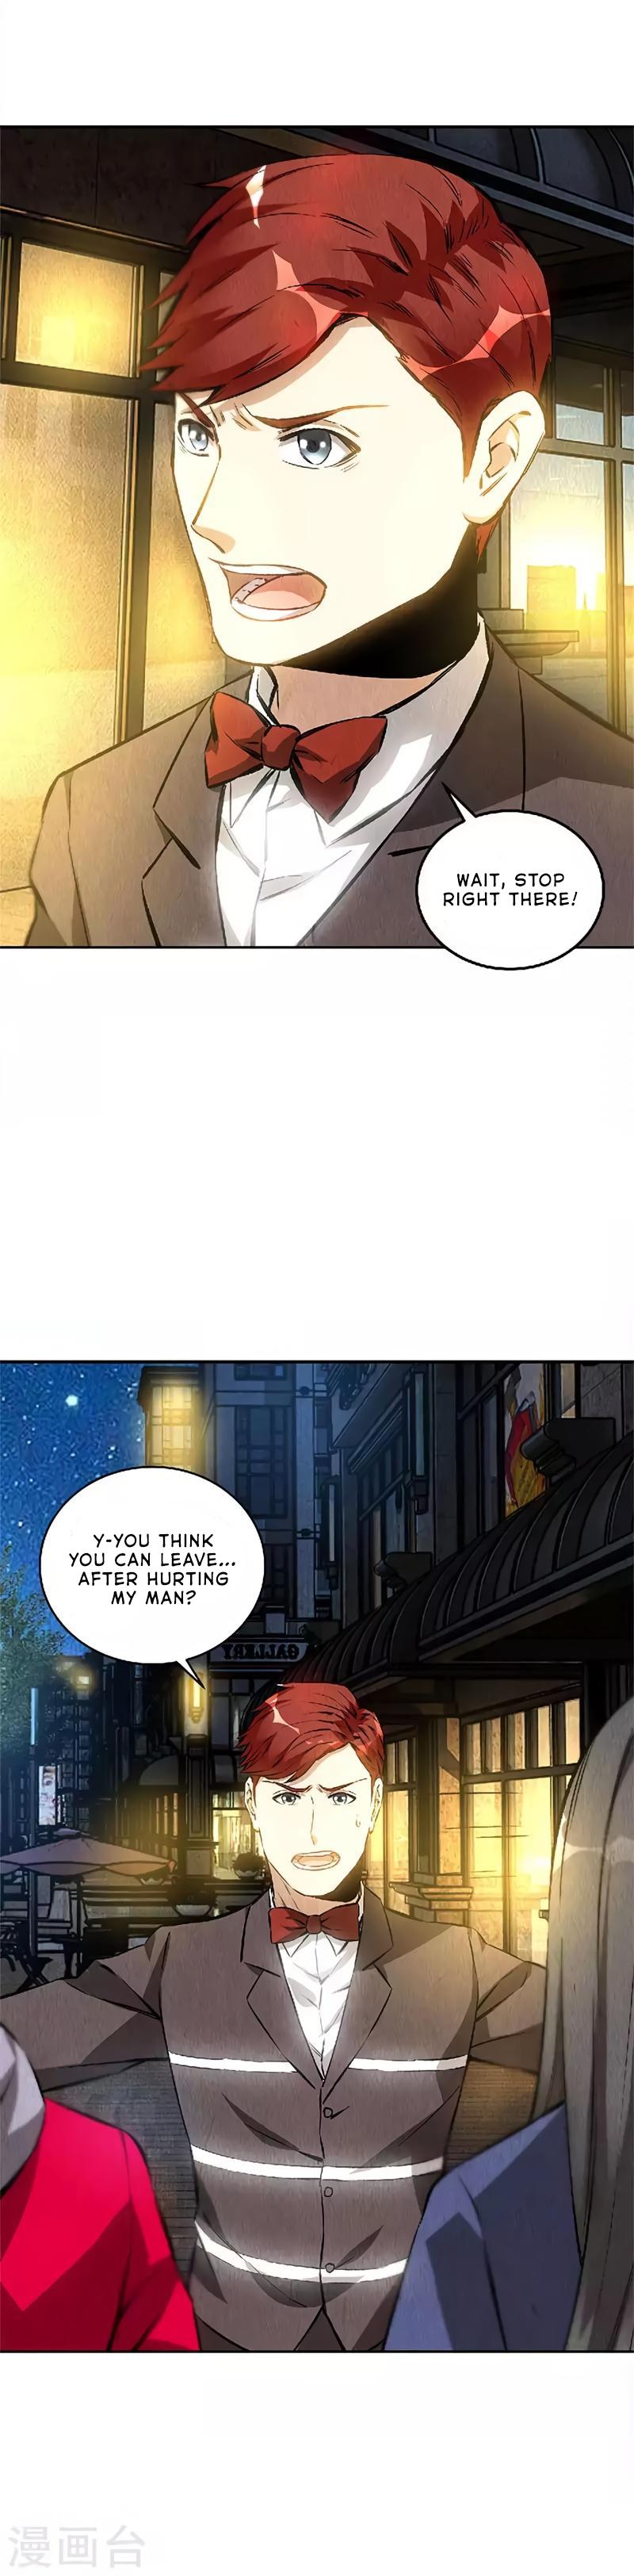 WAIT, STOP
RIGHT THERE!
Y-YOU THINK
YOU CAN LEAVE...
AFTER HURTING
MY MAN?
GALLERY
漫画台